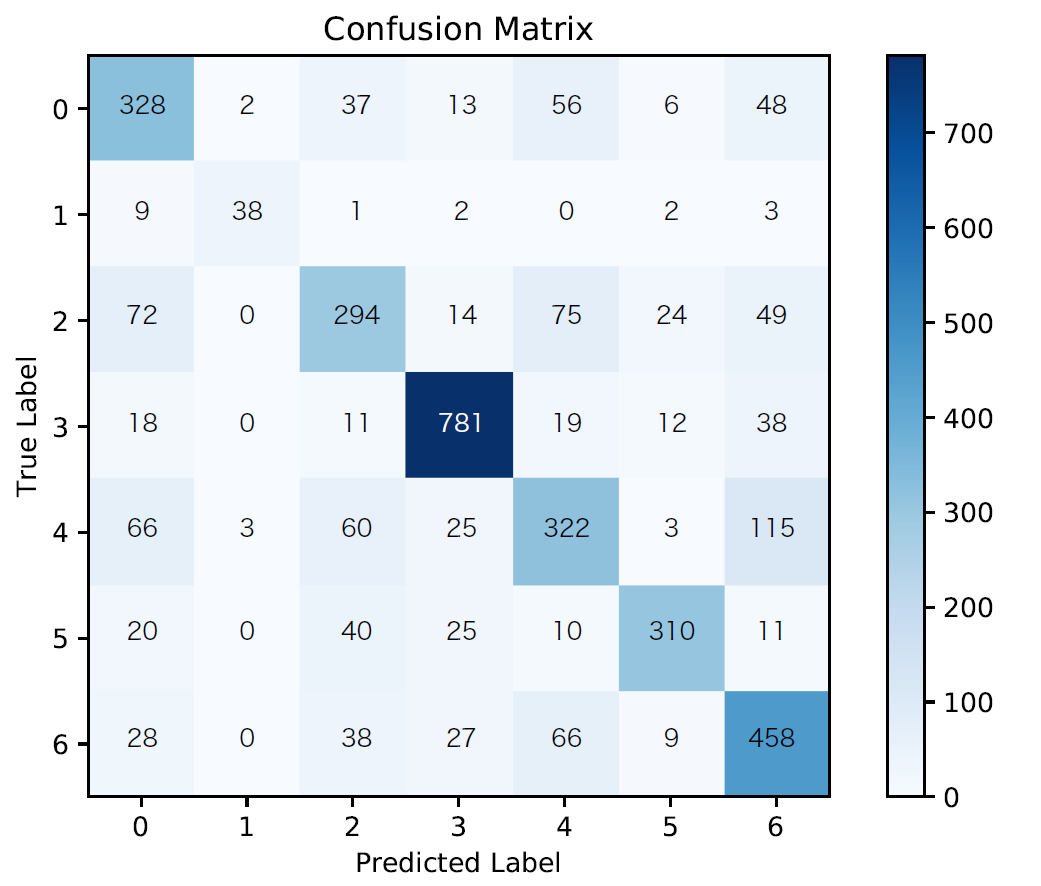 Confusion Matrix
0 328 2 37 13 56 6 48
1 9 38 1 2 0 2 3
2 72 0 294 14 75 24 49
3 18 0 11 781 19 12 38
4 66 3 60 25 322 3 115
5 20 0 40 25 10 310 11
6 28 0 38 27 66 9 458
0 1 2 3 4 5 6
Predicted Label
True Label
700
600
500
400
300
200
100
0